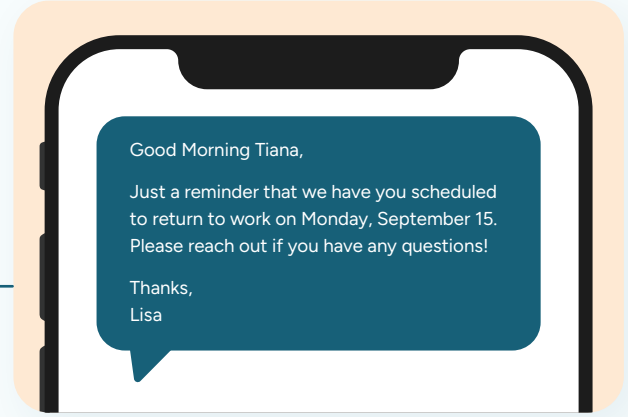 Good Morning Tiana,
Just a reminder that we have you scheduled
to return to work on Monday, September 15.
Please reach out if you have any questions!
Thanks,
Lisa